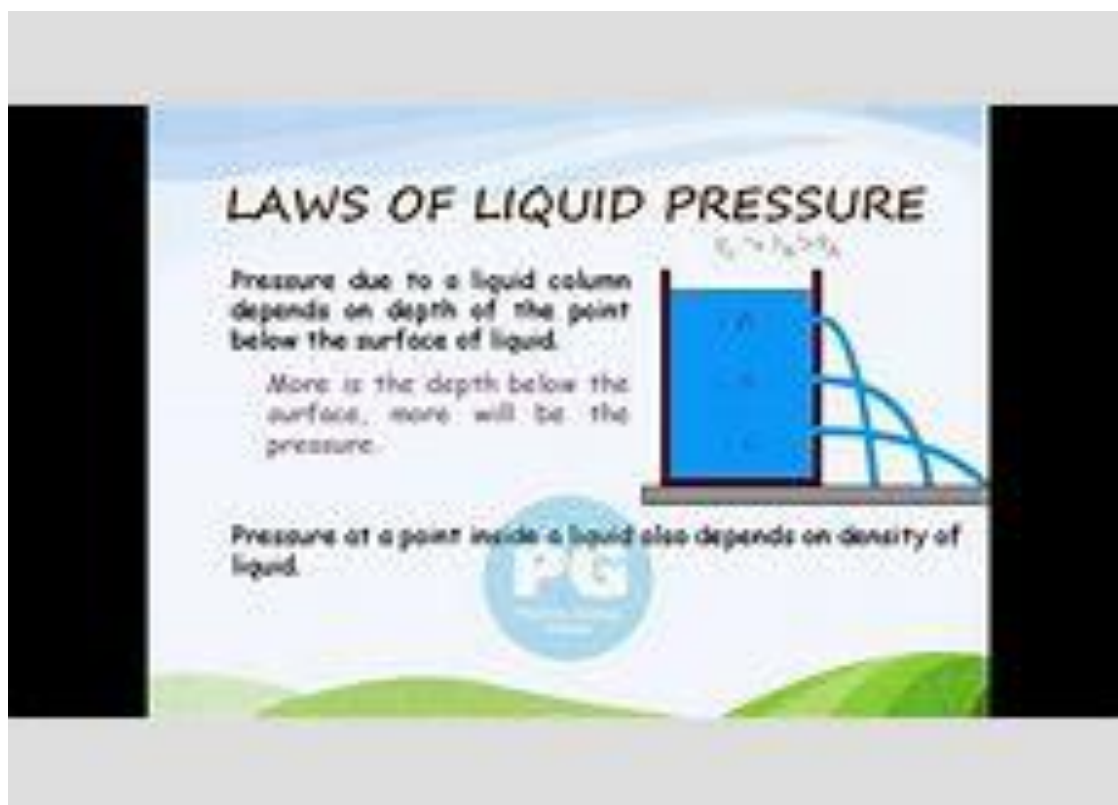 LAWS OF LIQUID PRESSURE
Pressure due to a liquid column
depends on depth of the point
below the surface of liquid.
More is the depth below the
surface, more will be the
pressure.
Pressure at a point inside a liquid also depends on density of
liquid.
PG